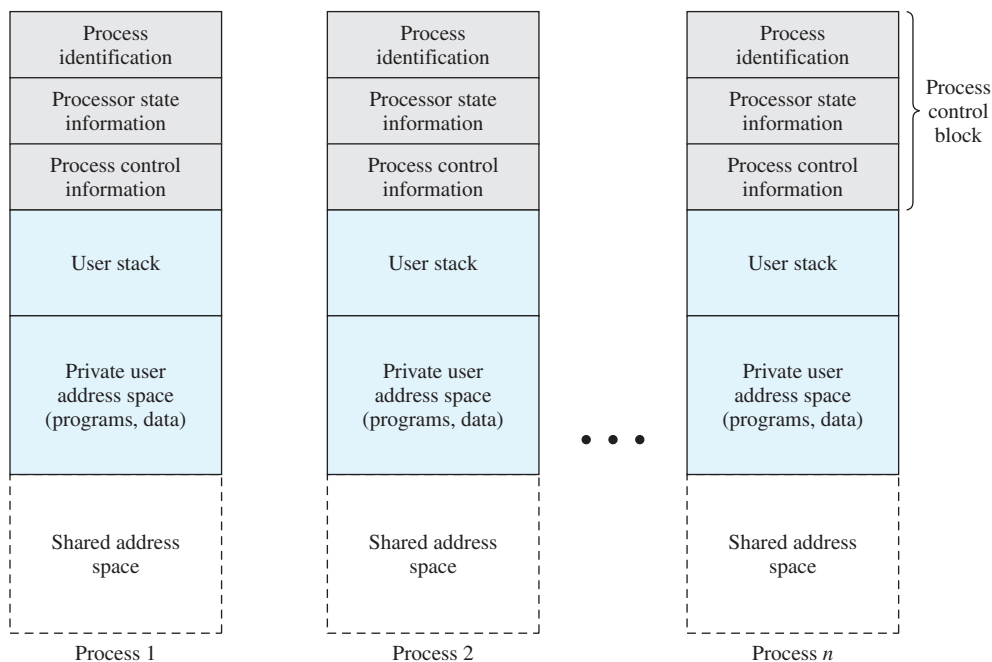 Process
identification
Processor state
information
Process control
information
User stack
Private user
address space
(programs, data)
Shared address
space
Process 1
Process
identification
Processor state
information
Process control
information
User stack
Private user
address space
(programs, data)
Shared address
space
Process 2
Process
identification
Processor state
information
Process control
information
User stack
Private user
address space
(programs, data)
Shared address
space
Process n
Process
control
block